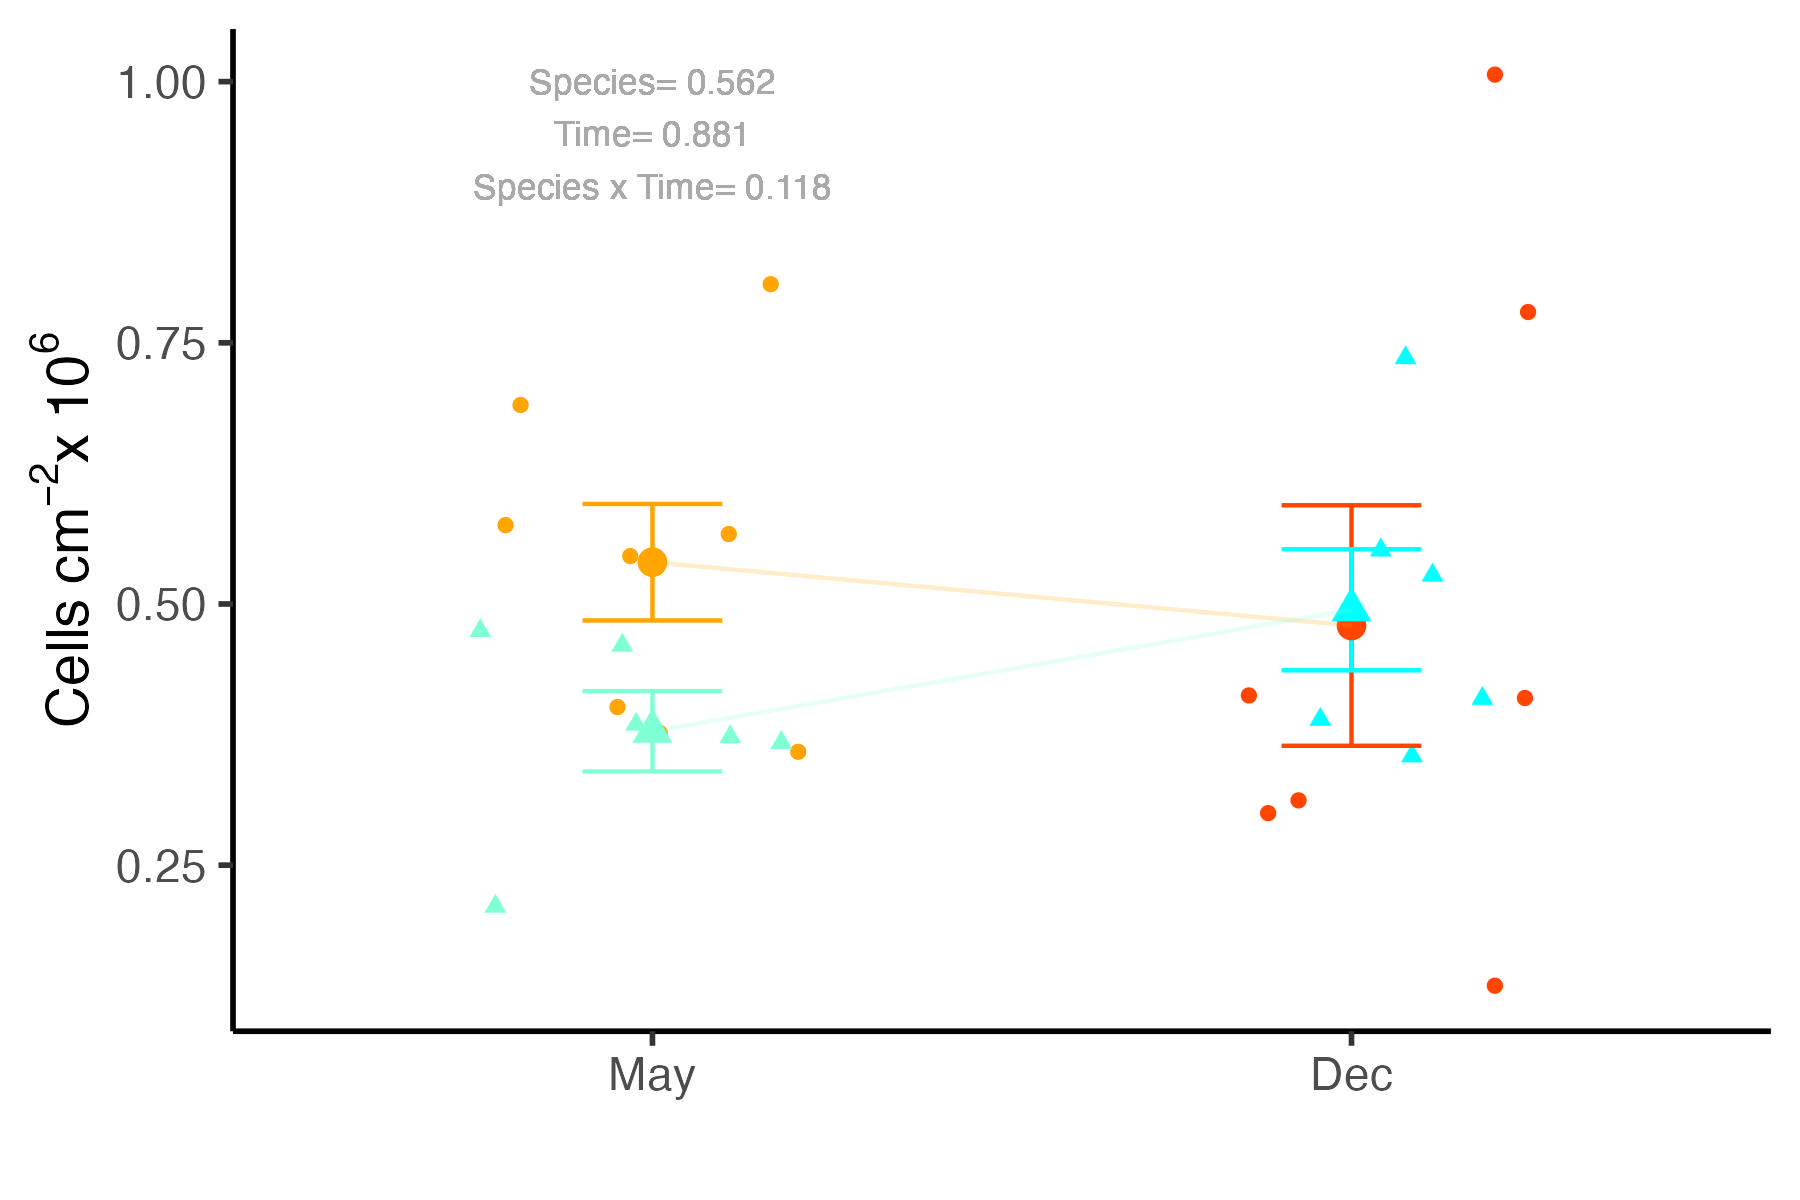 Species= 0.562
Time= 0.881
Species x Time= 0.118
1.00
0.75
0.50
0.25
Cells cm⁻²x 10⁶
May
Dec